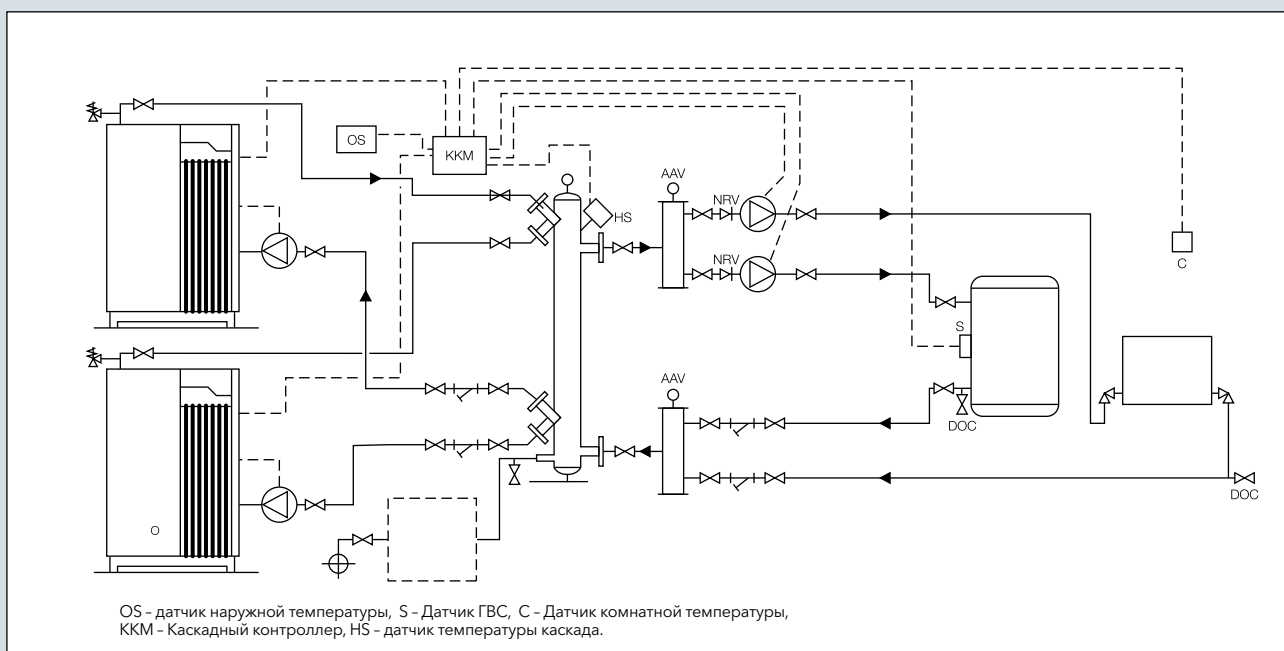 OS
KKM
HS
AAV
NRV
NRV
C
S
AAV
DOC
DOC
O
OS – датчик наружной температуры, S – Датчик ГВС, C – Датчик комнатной температуры,
KKM – Каскадный контроллер, HS – датчик температуры каскада.